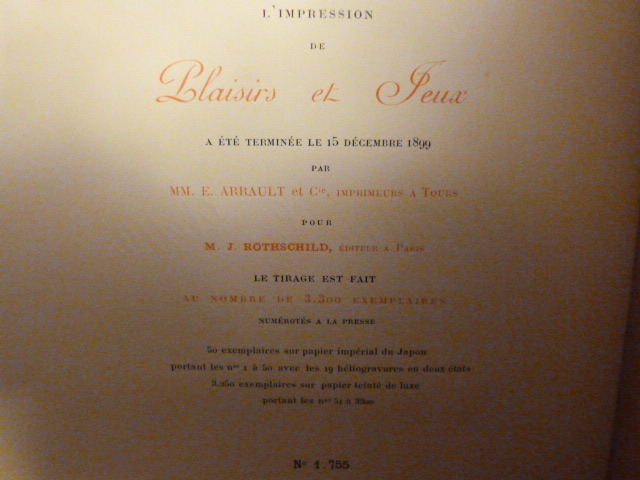 L'IMPRESSION
DE
Plaisirs et Jeux
A ÉTÉ TERMINÉE LE 15 DÉCEMBRE 1899
PAR
MM. E. ARRAULT et Cie, IMPRIMEURS A TOURS
POUR
M. J. ROTHSCHILD, ÉDITEUR A PARIS
LE TIRAGE EST FAIT
AU NOMBRE DE 3.300 EXEMPLAIRES
NUMÉROTÉS A LA PRESSE
50 exemplaires sur papier impérial du Japon
portant les nos 1 à 50 avec les 19 héliogravures en deux états
3.250 exemplaires sur papier teinté de luxe
portant les nos 51 à 3300
No 1.755